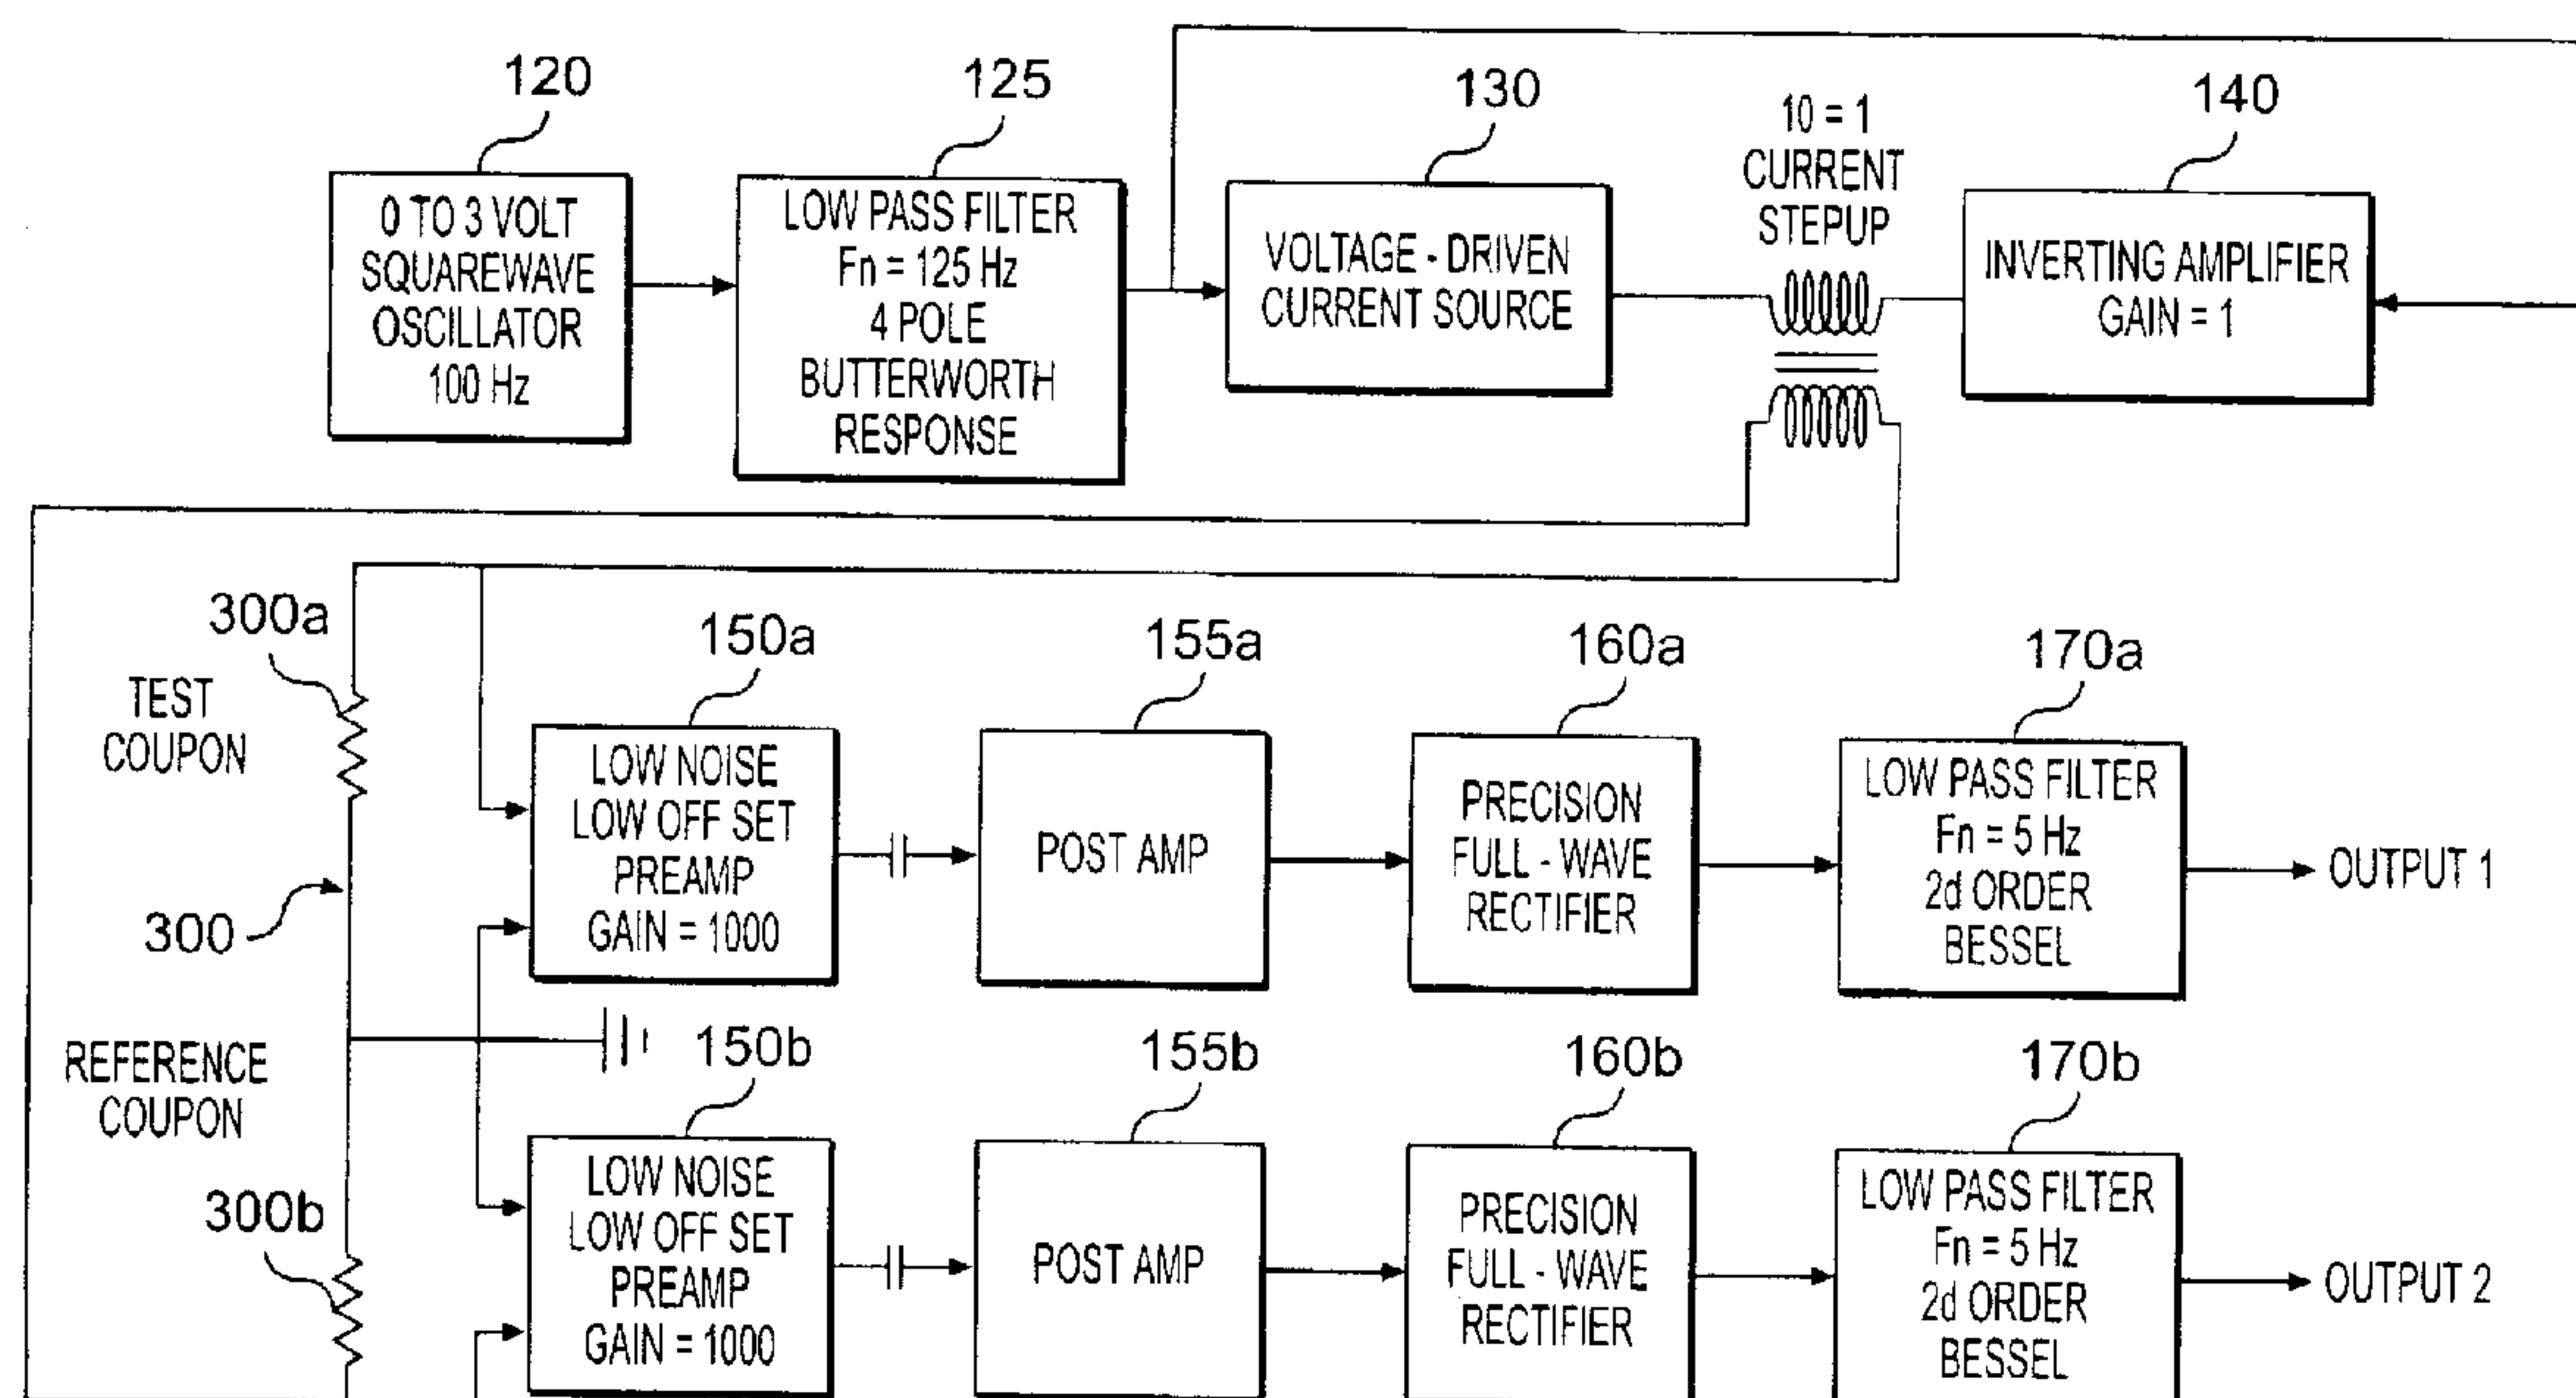 120
125
130
140
10 = 1
CURRENT
STEPUP
0 TO 3 VOLT
SQUAREWAVE
OSCILLATOR
100 Hz
LOW PASS FILTER
Fn = 125 Hz
4 POLE
BUTTERWORTH
RESPONSE
VOLTAGE - DRIVEN
CURRENT SOURCE
INVERTING AMPLIFIER
GAIN = 1
300a
TEST
COUPON
300
150a
155a
160a
170a
LOW NOISE
LOW OFF SET
PREAMP
GAIN = 1000
POST AMP
PRECISION
FULL - WAVE
RECTIFIER
LOW PASS FILTER
Fn = 5 Hz
2d ORDER
BESSEL
OUTPUT 1
REFERENCE
COUPON
300b
150b
155b
160b
170b
LOW NOISE
LOW OFF SET
PREAMP
GAIN = 1000
POST AMP
PRECISION
FULL - WAVE
RECTIFIER
LOW PASS FILTER
Fn = 5 Hz
2d ORDER
BESSEL
OUTPUT 2